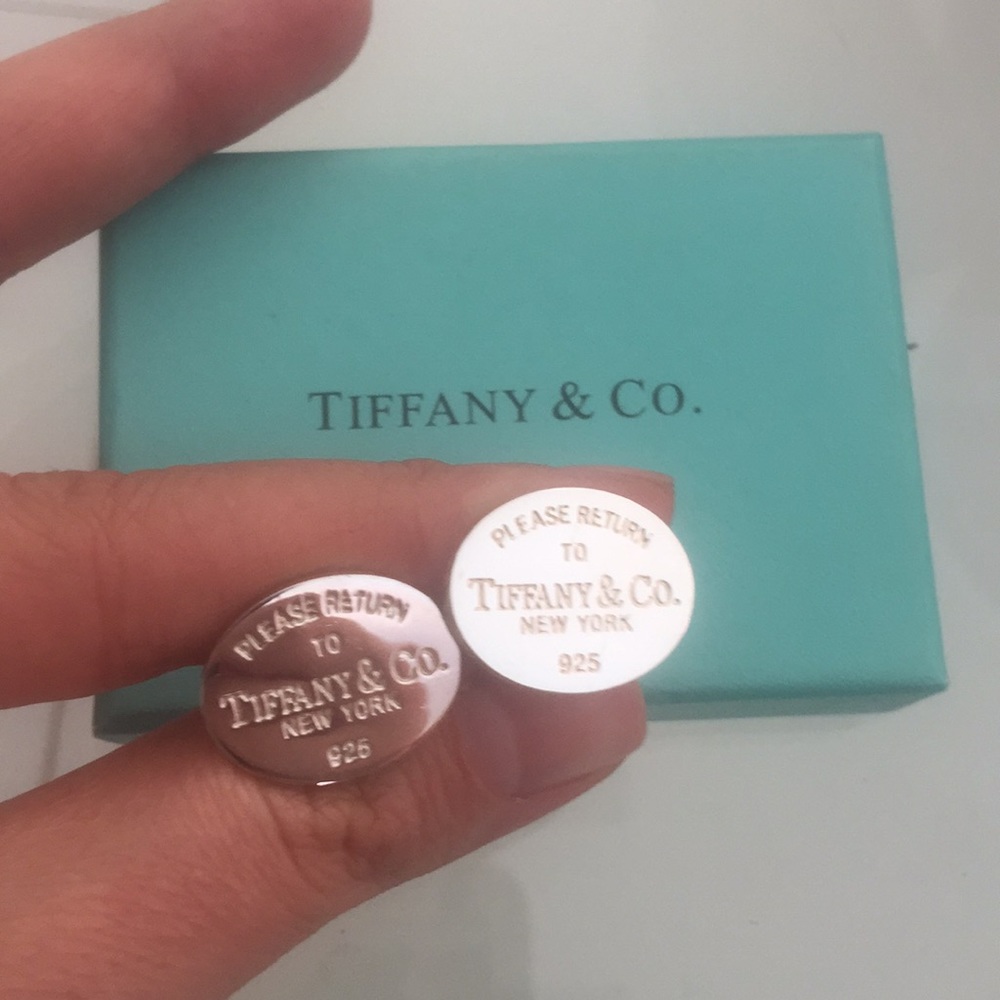 TIFFANY & CO.
PLEASE RETURN
TO
TIFFANY & CO.
NEW YORK
925
PLEASE RETURN
TO
TIFFANY & CO.
NEW YORK
925